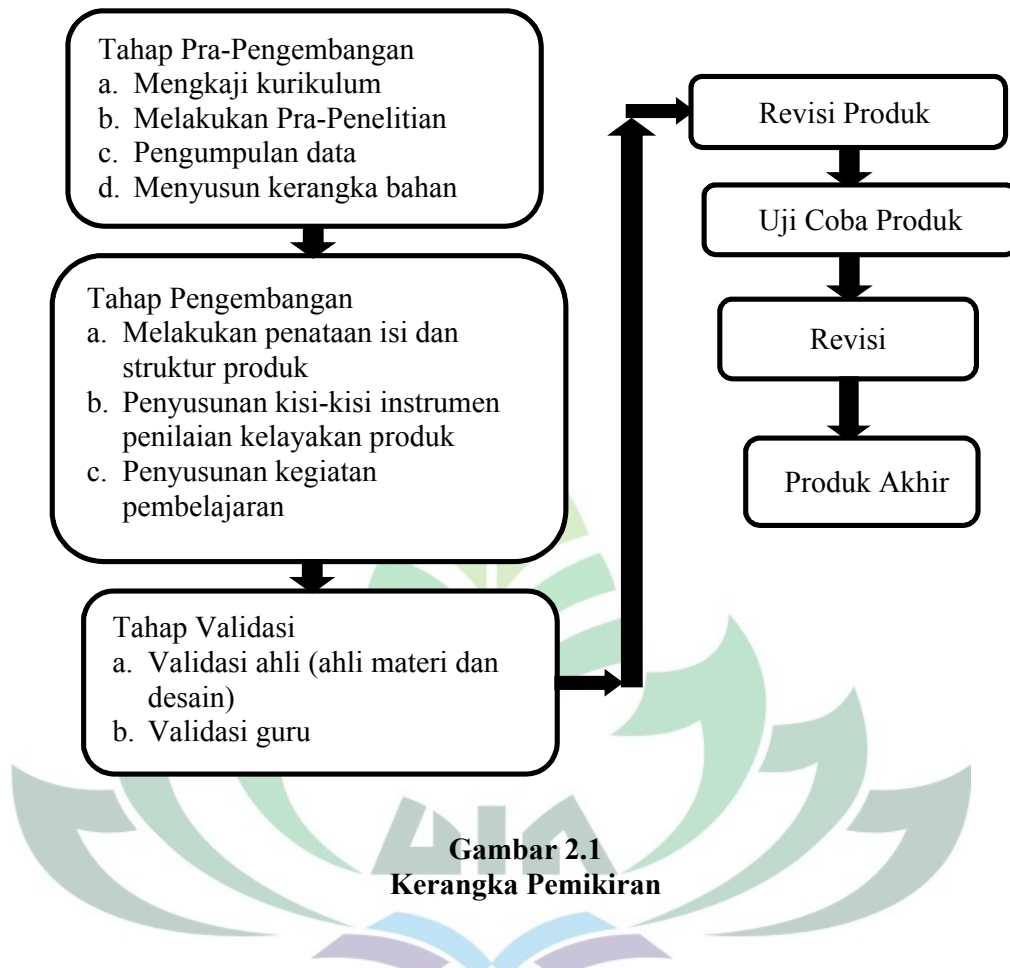 Tahap Pra-Pengembangan
a. Mengkaji kurikulum
b. Melakukan Pra-Penelitian
c. Pengumpulan data
d. Menyusun kerangka bahan
Tahap Pengembangan
a. Melakukan penataan isi dan
struktur produk
b. Penyusunan kisi-kisi instrumen
penilaian kelayakan produk
c. Penyusunan kegiatan
pembelajaran
Tahap Validasi
a. Validasi ahli (ahli materi dan
desain)
b. Validasi guru
Revisi Produk
Uji Coba Produk
Revisi
Produk Akhir
UIN
Gambar 2.1
Kerangka Pemikiran